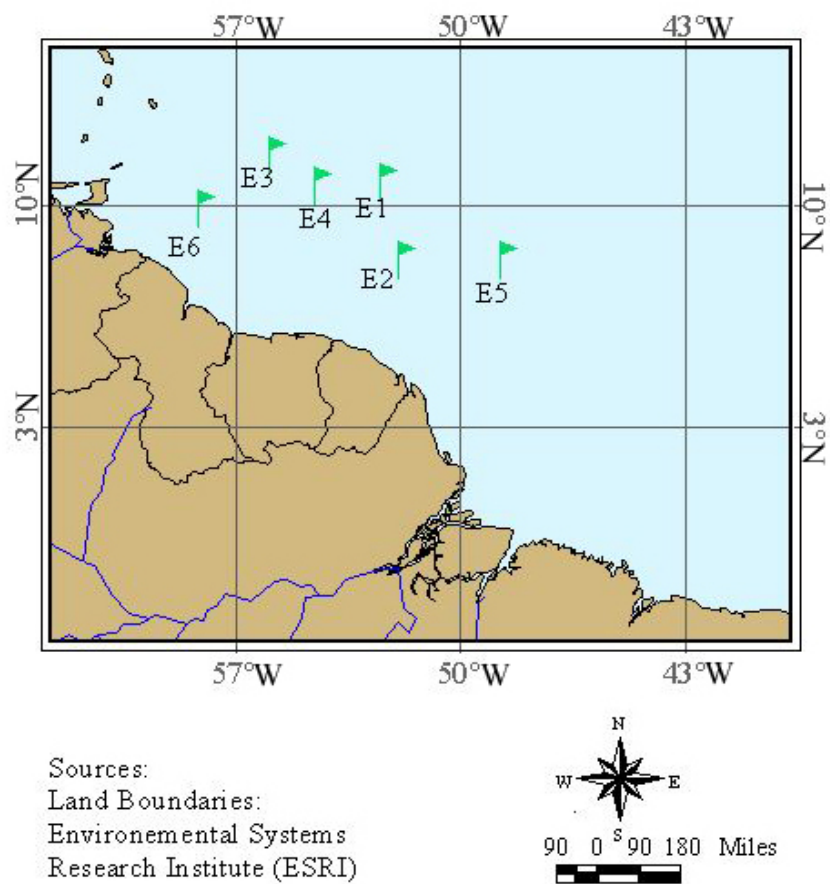 57°W 50°W 43°W
E3
E4
E1
10°N 10°N
E6
E2
E5
3°N 3°N
57°W 50°W 43°W
N
W E
S
Sources:
Land Boundaries:
Environemental Systems
Research Institute (ESRI)
90 0 90 180 Miles